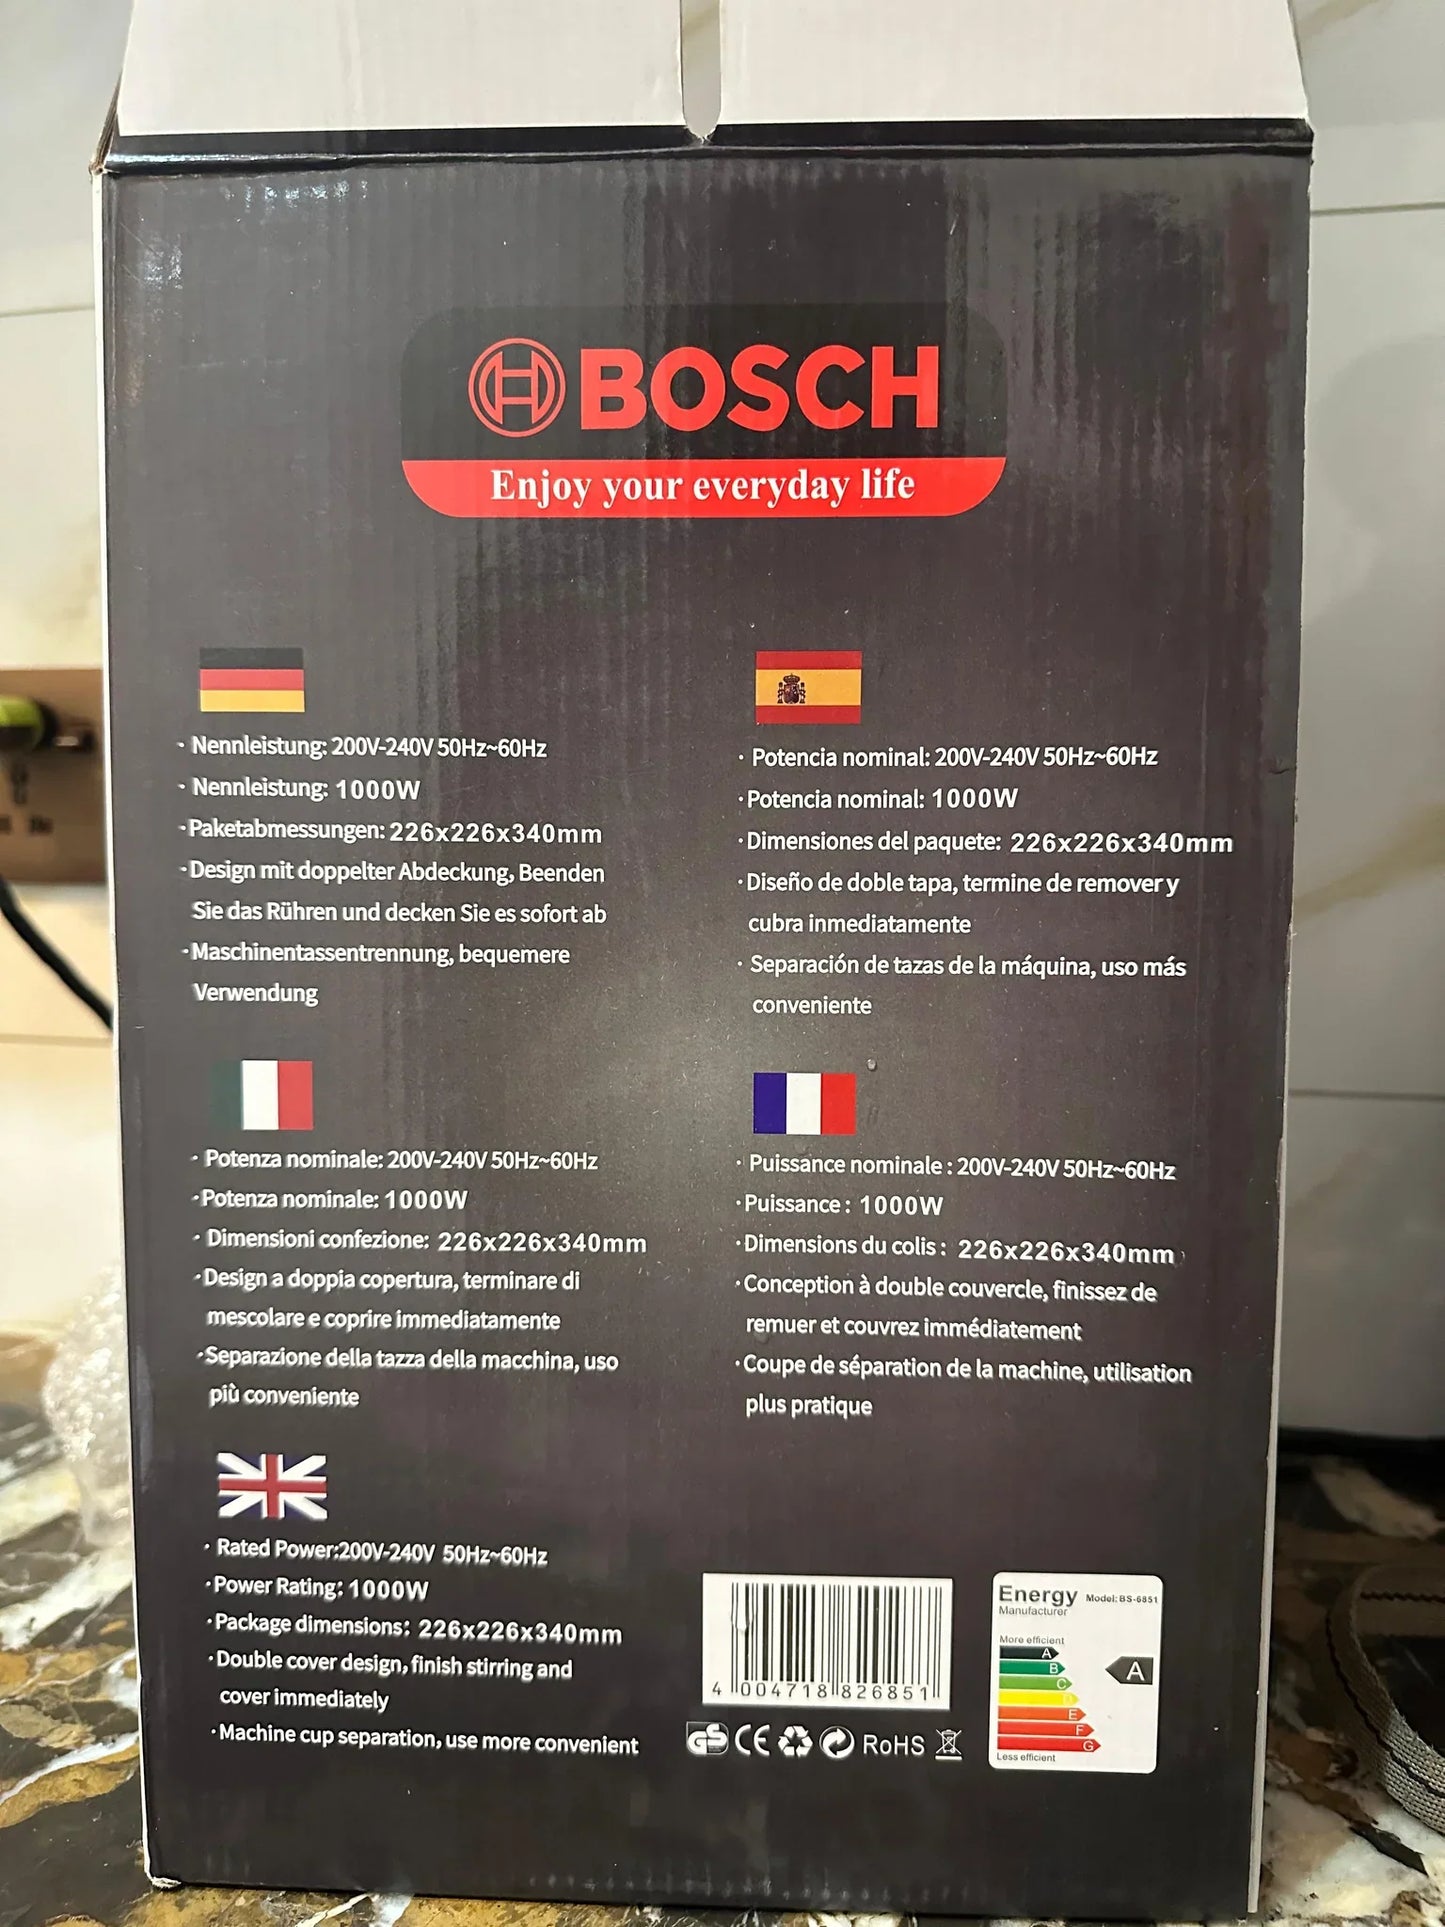 BOSCH
Enjoy your everyday life
· Nennleistung: 200V-240V 50Hz~60Hz
· Nennleistung: 1000W
·Paketabmessungen: 226x226x340mm
·Design mit doppelter Abdeckung, Beenden
Sie das Rühren und decken Sie es sofort ab
·Maschinentassentrennung, bequemere
Verwendung
· Potencia nominal: 200V-240V 50Hz~60Hz
·Potencia nominal: 1000W
·Dimensiones del paquete: 226x226x340mm
·Diseño de doble tapa, termine de remover y
cubra inmediatamente
· Separación de tazas de la máquina, uso más
conveniente
· Potenza nominale: 200V-240V 50Hz~60Hz
·Potenza nominale: 1000W
· Dimensioni confezione: 226x226x340mm
·Design a doppia copertura, terminare di
mescolare e coprire immediatamente
·Separazione della tazza della macchina, uso
più conveniente
· Puissance nominale : 200V-240V 50Hz~60Hz
·Puissance : 1000W
·Dimensions du colis : 226x226x340mm
·Conception à double couvercle, finissez de
remuer et couvrez immédiatement
·Coupe de séparation de la machine, utilisation
plus pratique
· Rated Power:200V-240V 50Hz~60Hz
·Power Rating: 1000W
·Package dimensions: 226x226x340mm
·Double cover design, finish stirring and
cover immediately
·Machine cup separation, use more convenient
4 004718 826851
GS CE RoHS
Energy Model: BS-6851
Manufacturer
More efficient
A
B
C
D
E
F
G
A
Less efficient